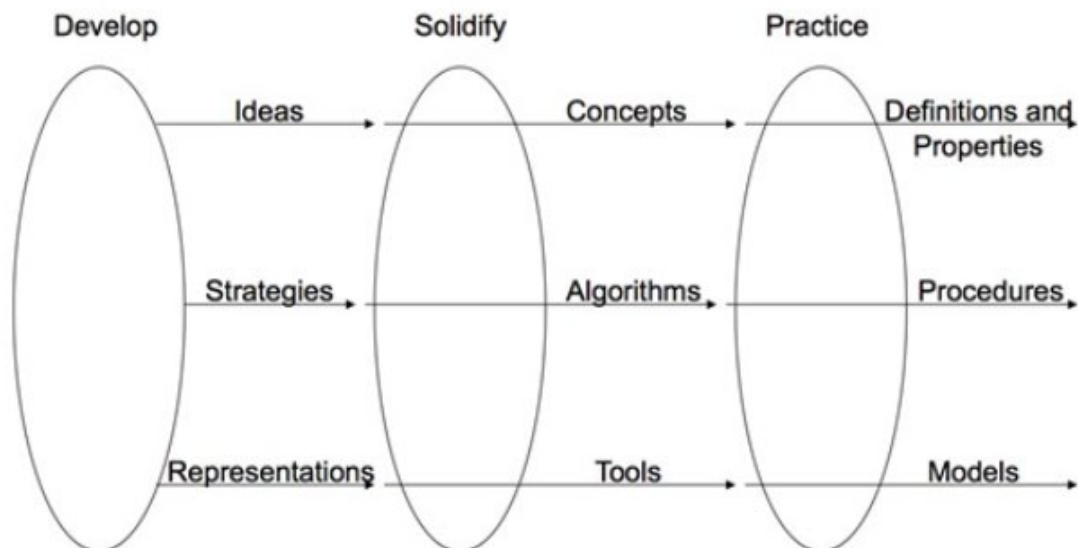 Develop Solidify Practice
Ideas Concepts Definitions and
Properties
Strategies Algorithms Procedures
Representations Tools Models